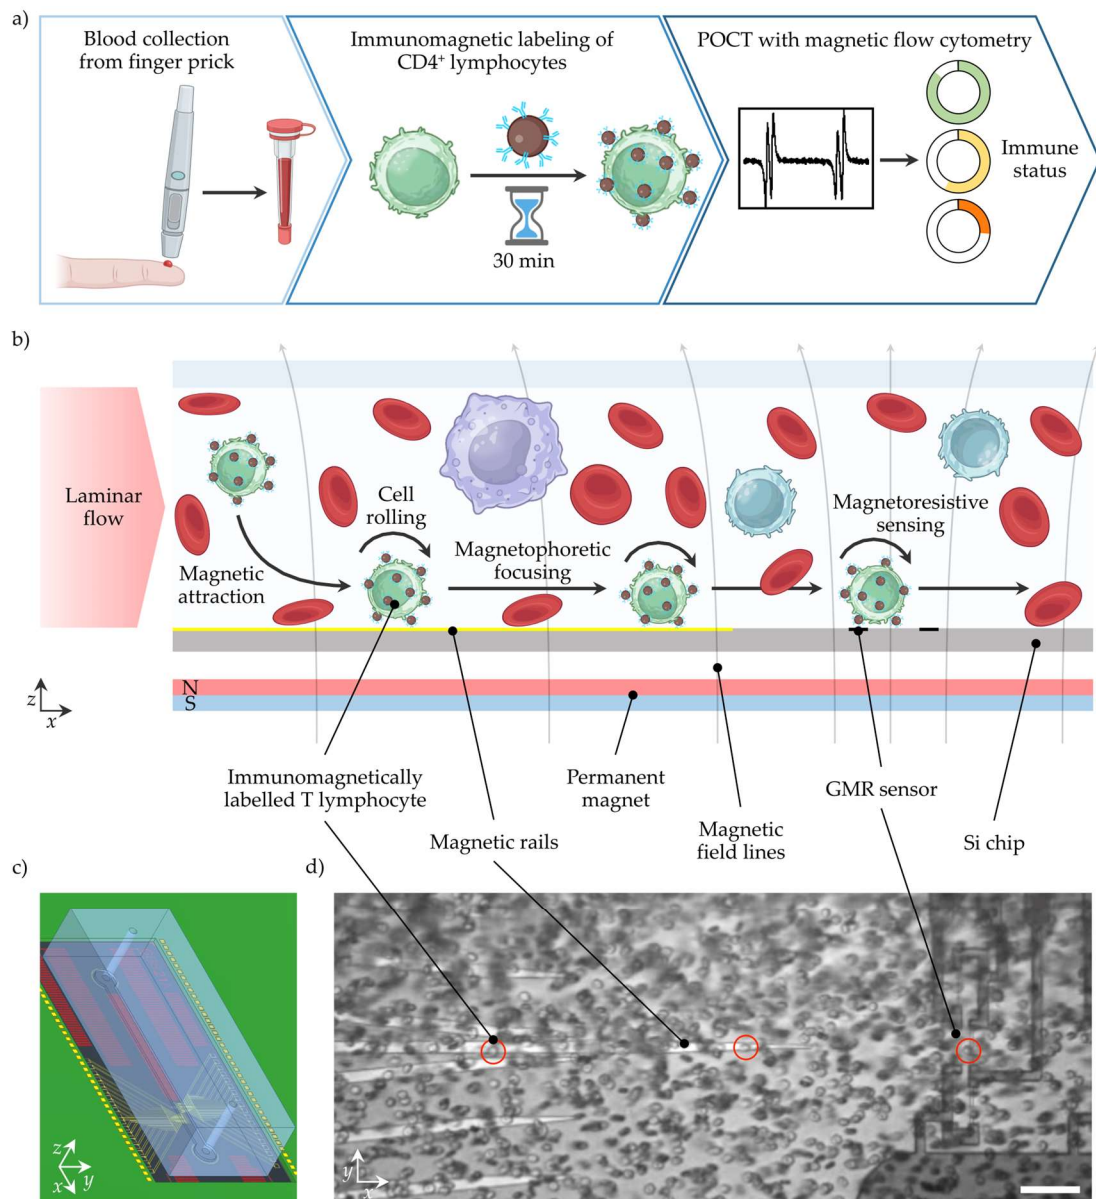 a)
Blood collection
from finger prick
Immunomagnetic labeling of
CD4⁺ lymphocytes
30 min
POCT with magnetic flow cytometry
Immune
status
b)
Laminar
flow
Magnetic
attraction
Cell
rolling
Magnetophoretic
focusing
Magnetoresistive
sensing
N
S
z
x
Immunomagnetically
labelled T lymphocyte
Magnetic rails
Permanent
magnet
Magnetic
field lines
GMR sensor
Si chip
c)
z
y
x
d)
y
x